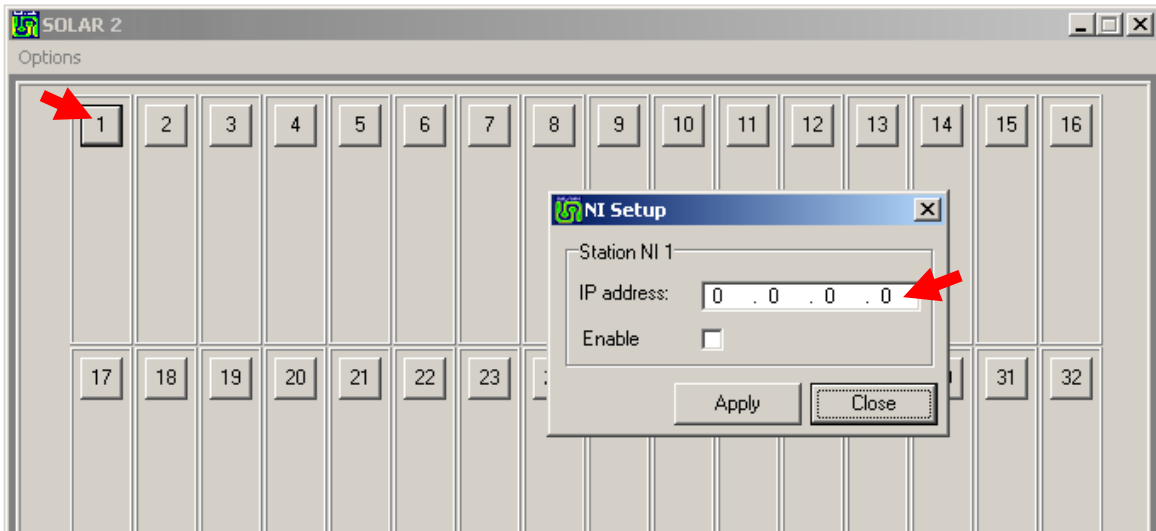 SOLAR 2
Options
1 2 3 4 5 6 7 8 9 10 11 12 13 14 15 16
NI Setup
Station NI 1
IP address: 0 . 0 . 0 . 0
Enable
17 18 19 20 21 22 23 31 32
Apply Close